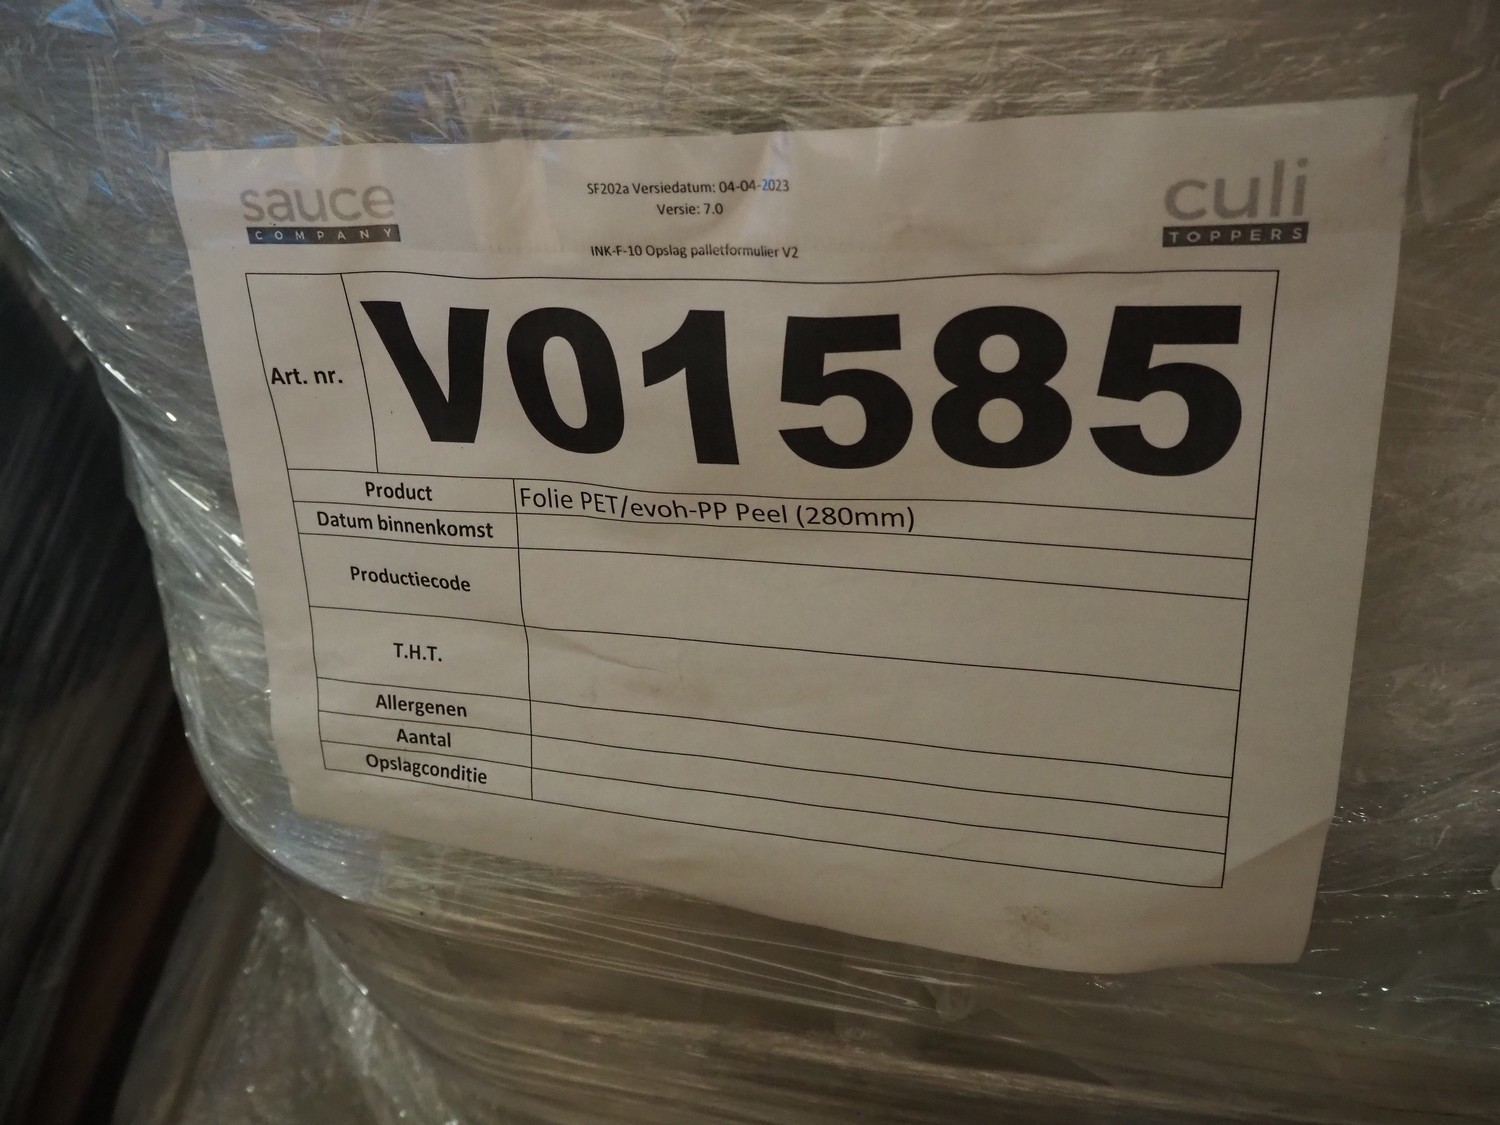 sauce
COMPANY
SF202a Versiedatum: 04-04-2023
Versie: 7.0
INK-F-10 Opslag palletformulier V2
culi
TOPPERS
Art. nr. V01585
Product Folie PET/evoh-PP Peel (280mm)
Datum binnenkomst
Productiecode
T.H.T.
Allergenen
Aantal
Opslagconditie